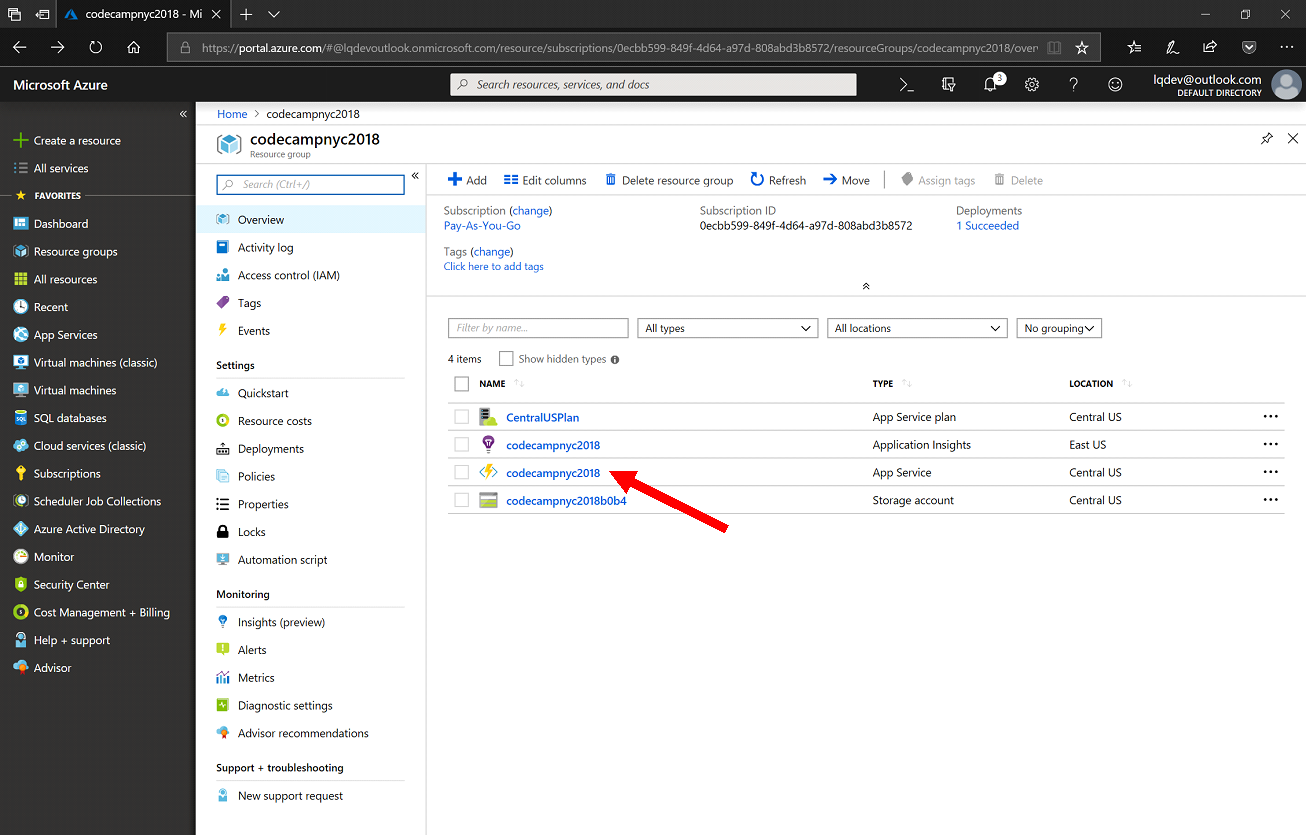 codecampnyc2018 - Mi
https://portal.azure.com/#@lqdevoutlook.onmicrosoft.com/resource/subscriptions/0ecbb599-849f-4d64-a97d-808abd3b8572/resourceGroups/codecampnyc2018/over
Microsoft Azure
Search resources, services, and docs
3
lqdev@outlook.com
DEFAULT DIRECTORY
Create a resource
All services
FAVORITES
Dashboard
Resource groups
All resources
Recent
App Services
Virtual machines (classic)
Virtual machines
SQL databases
Cloud services (classic)
Subscriptions
Scheduler Job Collections
Azure Active Directory
Monitor
Security Center
Cost Management + Billing
Help + support
Advisor
Home > codecampnyc2018
codecampnyc2018
Resource group
Search (Ctrl+/)
Overview
Activity log
Access control (IAM)
Tags
Events
Settings
Quickstart
Resource costs
Deployments
Policies
Properties
Locks
Automation script
Monitoring
Insights (preview)
Alerts
Metrics
Diagnostic settings
Advisor recommendations
Support + troubleshooting
New support request
Add Edit columns Delete resource group Refresh Move Assign tags Delete
Subscription (change) Subscription ID Deployments
Pay-As-You-Go 0ecbb599-849f-4d64-a97d-808abd3b8572 1 Succeeded
Tags (change)
Click here to add tags
Filter by name... All types All locations No grouping
4 items Show hidden types
NAME TYPE LOCATION
CentralUSPlan App Service plan Central US
codecampnyc2018 Application Insights East US
codecampnyc2018 App Service Central US
codecampnyc2018b0b4 Storage account Central US